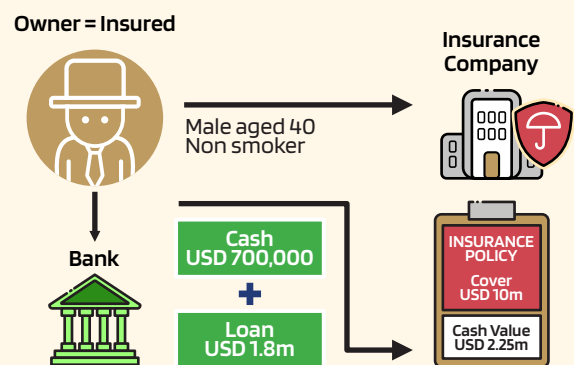 Owner = Insured
Insurance
Company
Male aged 40
Non smoker
Bank
Cash
USD 700,000
+
Loan
USD 1.8m
INSURANCE
POLICY
Cover
USD 10m
Cash Value
USD 2.25m